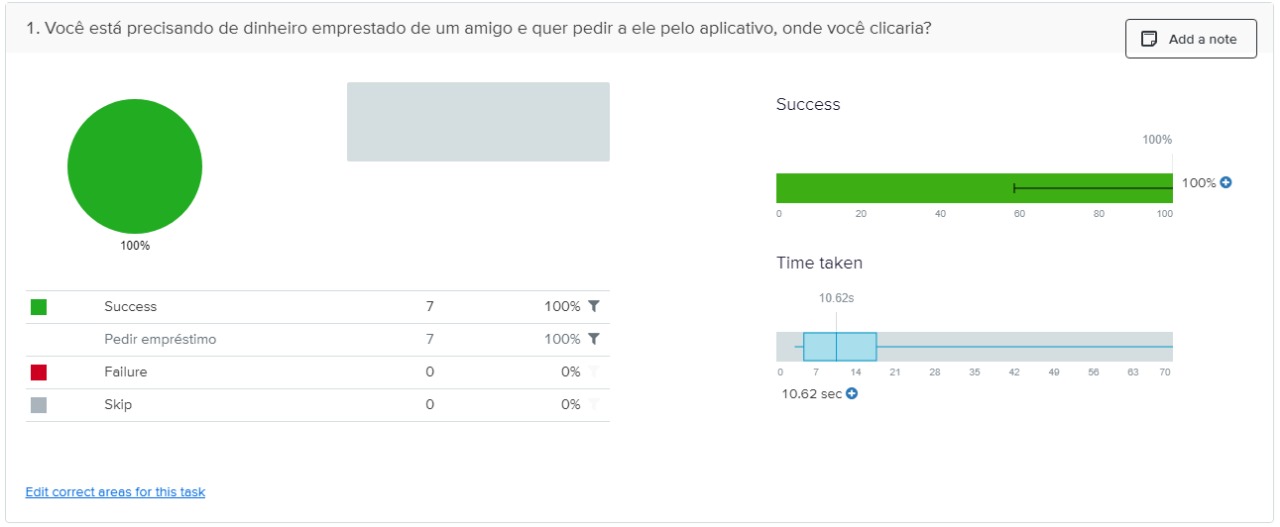 1. Você está precisando de dinheiro emprestado de um amigo e quer pedir a ele pelo aplicativo, onde você clicaria?
Add a note
100%
Success 7 100%
Pedir empréstimo 7 100%
Failure 0 0%
Skip 0 0%
Edit correct areas for this task
Success
100%
100%
0 20 40 60 80 100
Time taken
10.62s
0 7 14 21 28 35 42 49 56 63 70
10.62 sec